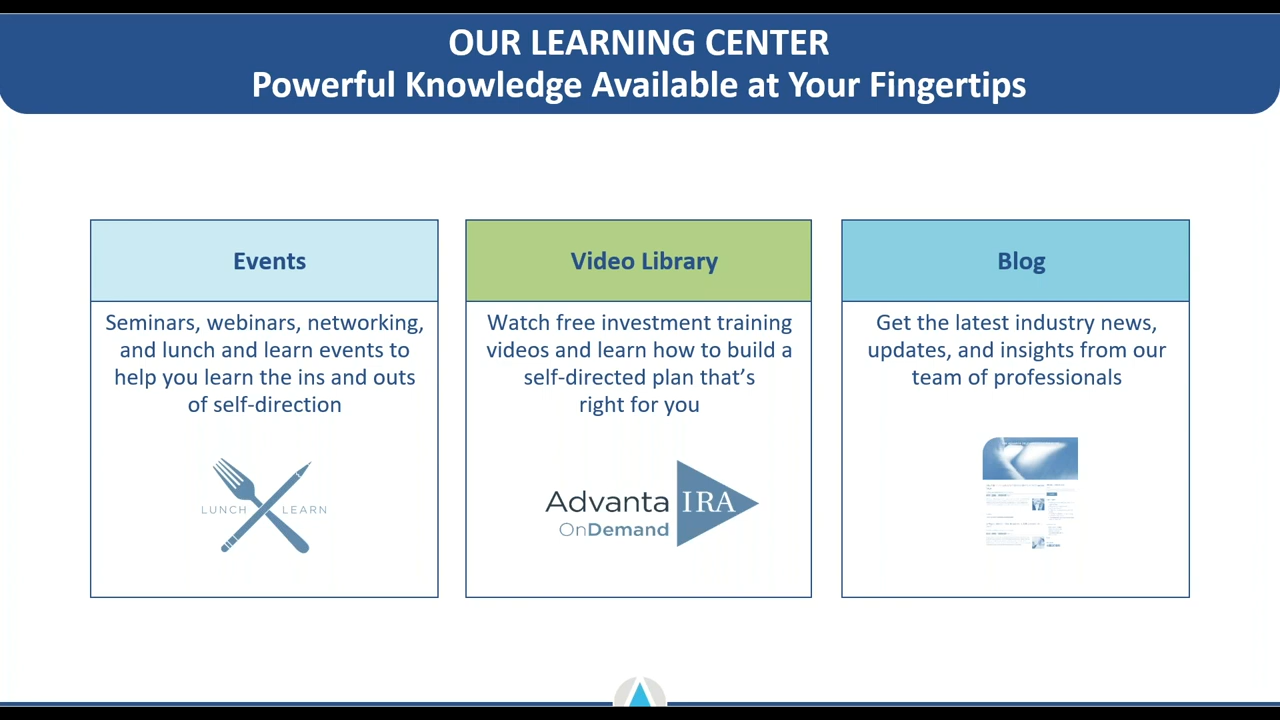 OUR LEARNING CENTER
Powerful Knowledge Available at Your Fingertips
Events
Seminars, webinars, networking,
and lunch and learn events to
help you learn the ins and outs
of self-direction
LUNCH LEARN
Video Library
Watch free investment training
videos and learn how to build a
self-directed plan that’s
right for you
Advanta IRA
OnDemand
Blog
Get the latest industry news,
updates, and insights from our
team of professionals